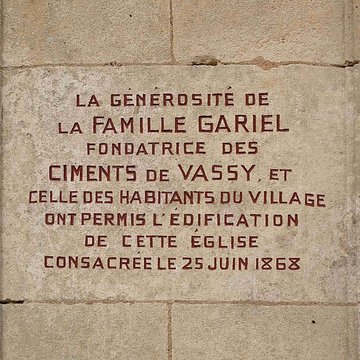 LA GÉNÉROSITÉ DE
LA FAMILLE GARIEL
FONDATRICE DES
CIMENTS DE VASSY, ET
CELLE DES HABITANTS DU VILLAGE
ONT PERMIS L'ÉDIFICATION
DE CETTE ÉGLISE
CONSACRÉE LE 25 JUIN 1868